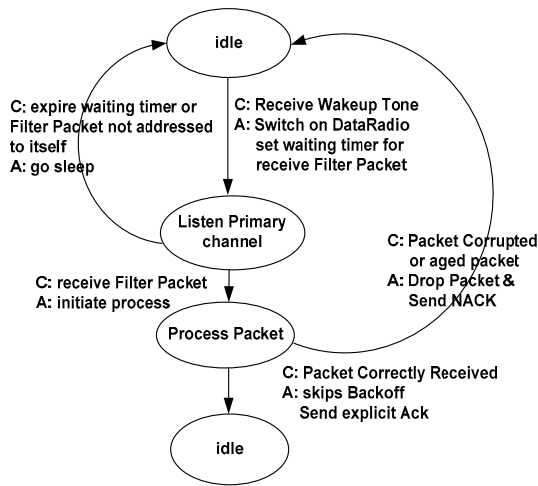 idle
C: expire waiting timer or
Filter Packet not addressed
to itself
A: go sleep
C: Receive Wakeup Tone
A: Switch on DataRadio
set waiting timer for
receive Filter Packet
Listen Primary
channel
C: Packet Corrupted
or aged packet
A: Drop Packet &
Send NACK
C: receive Filter Packet
A: initiate process
Process Packet
C: Packet Correctly Received
A: skips Backoff
Send explicit Ack
idle